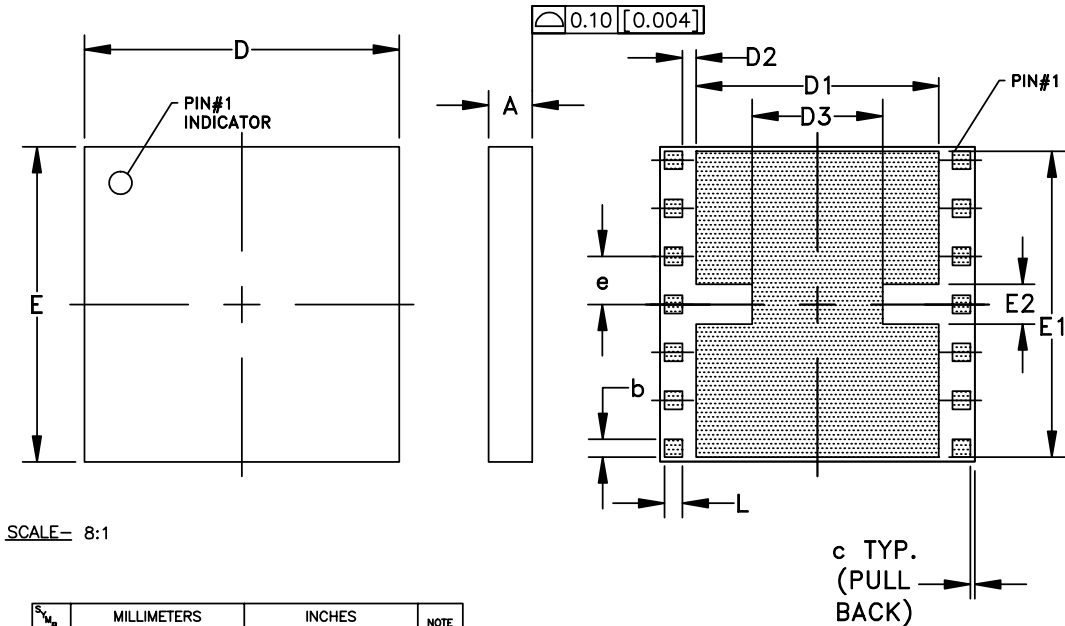 0.10 [0.004]
D
D2
D1
D3
PIN#1
PIN#1
INDICATOR
A
E
e
E2
E1
b
L
SCALE- 8:1
c TYP.
(PULL
BACK)
SYMB
MILLIMETERS
INCHES
NOTE